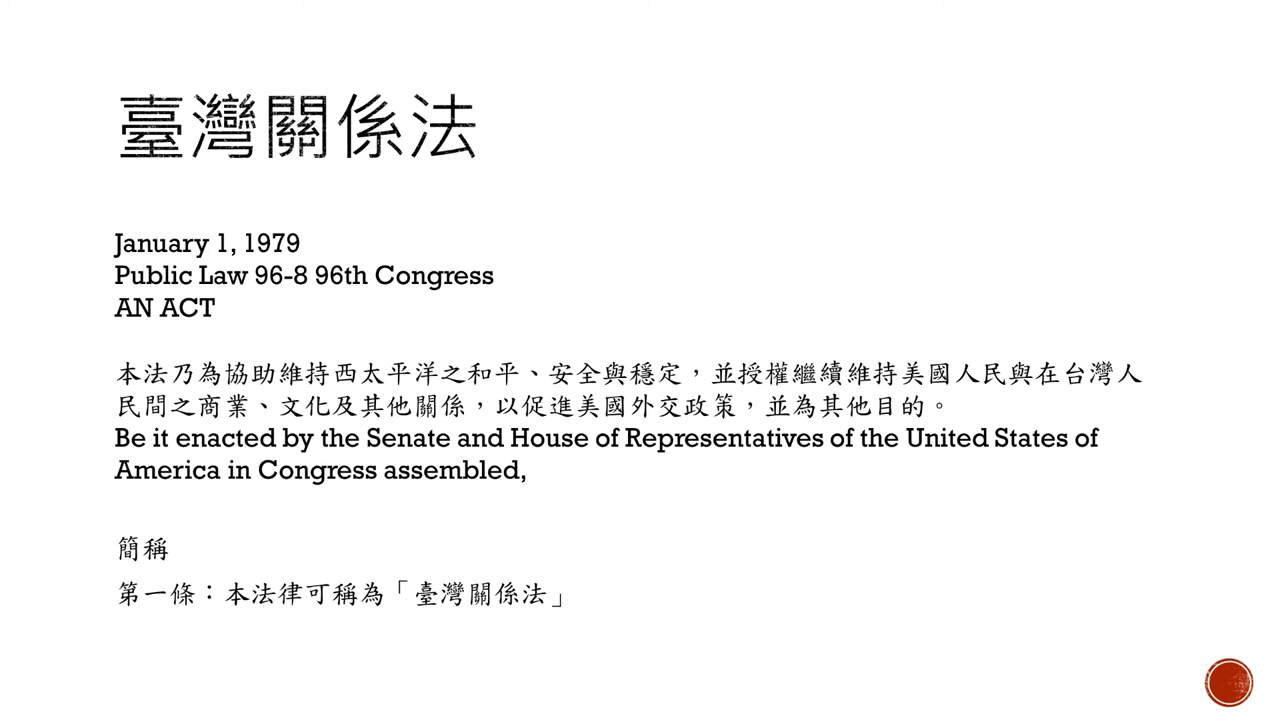 臺灣關係法
January 1, 1979
Public Law 96-8 96th Congress
AN ACT
本法乃為協助維持西太平洋之和平、安全與穩定，並授權繼續維持美國人民與在台灣人
民間之商業、文化及其他關係，以促進美國外交政策，並為其他目的。
Be it enacted by the Senate and House of Representatives of the United States of
America in Congress assembled,
簡稱
第一條：本法律可稱為「臺灣關係法」